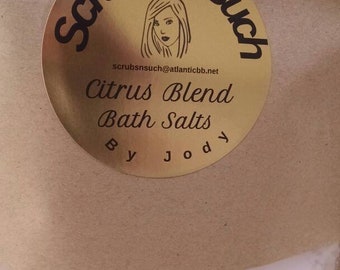 scrubsnsuch@atlanticbb.net
Citrus Blend
Bath Salts
By Jody